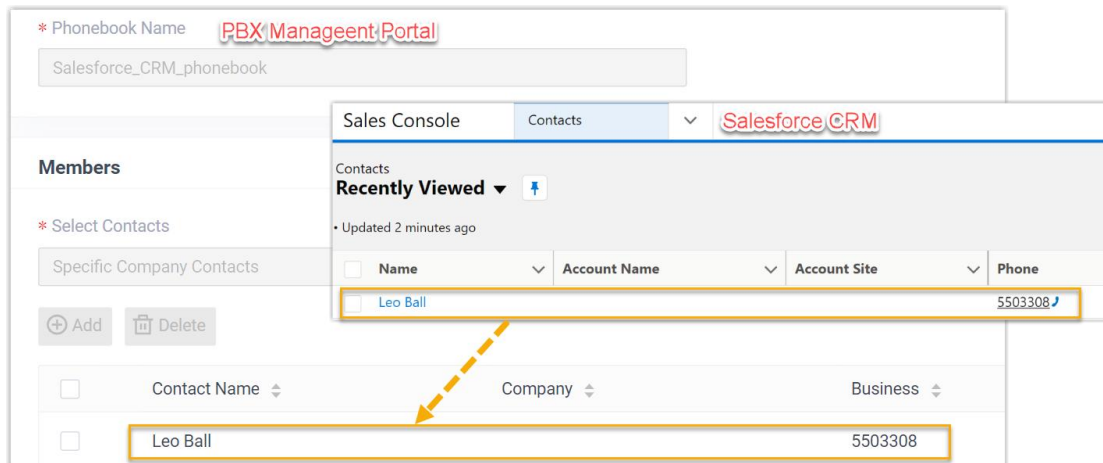 * Phonebook Name
PBX Manageent Portal
Salesforce_CRM_phonebook
Sales Console
Contacts
Salesforce CRM
Contacts
Recently Viewed
• Updated 2 minutes ago
Name
Account Name
Account Site
Phone
Leo Ball
5503308
Members
* Select Contacts
Specific Company Contacts
Add
Delete
Contact Name
Company
Business
Leo Ball
5503308